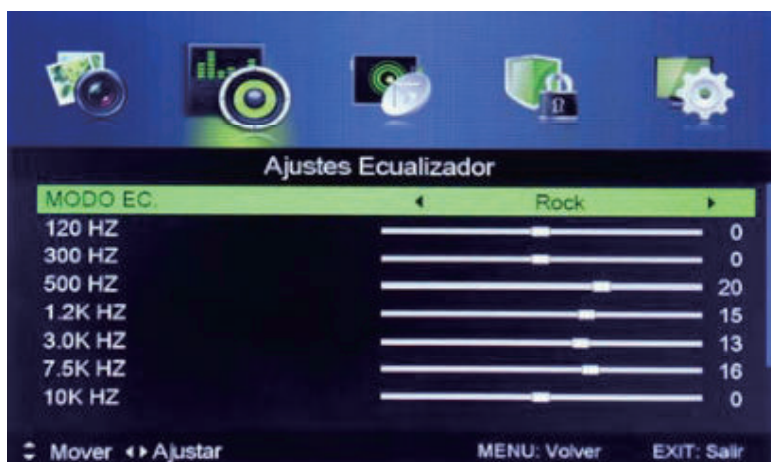 Ajustes Ecualizador
MODO EC. Rock
120 HZ 0
300 HZ 0
500 HZ 20
1.2K HZ 15
3.0K HZ 13
7.5K HZ 16
10K HZ 0
Mover Ajustar MENU: Volver EXIT: Salir